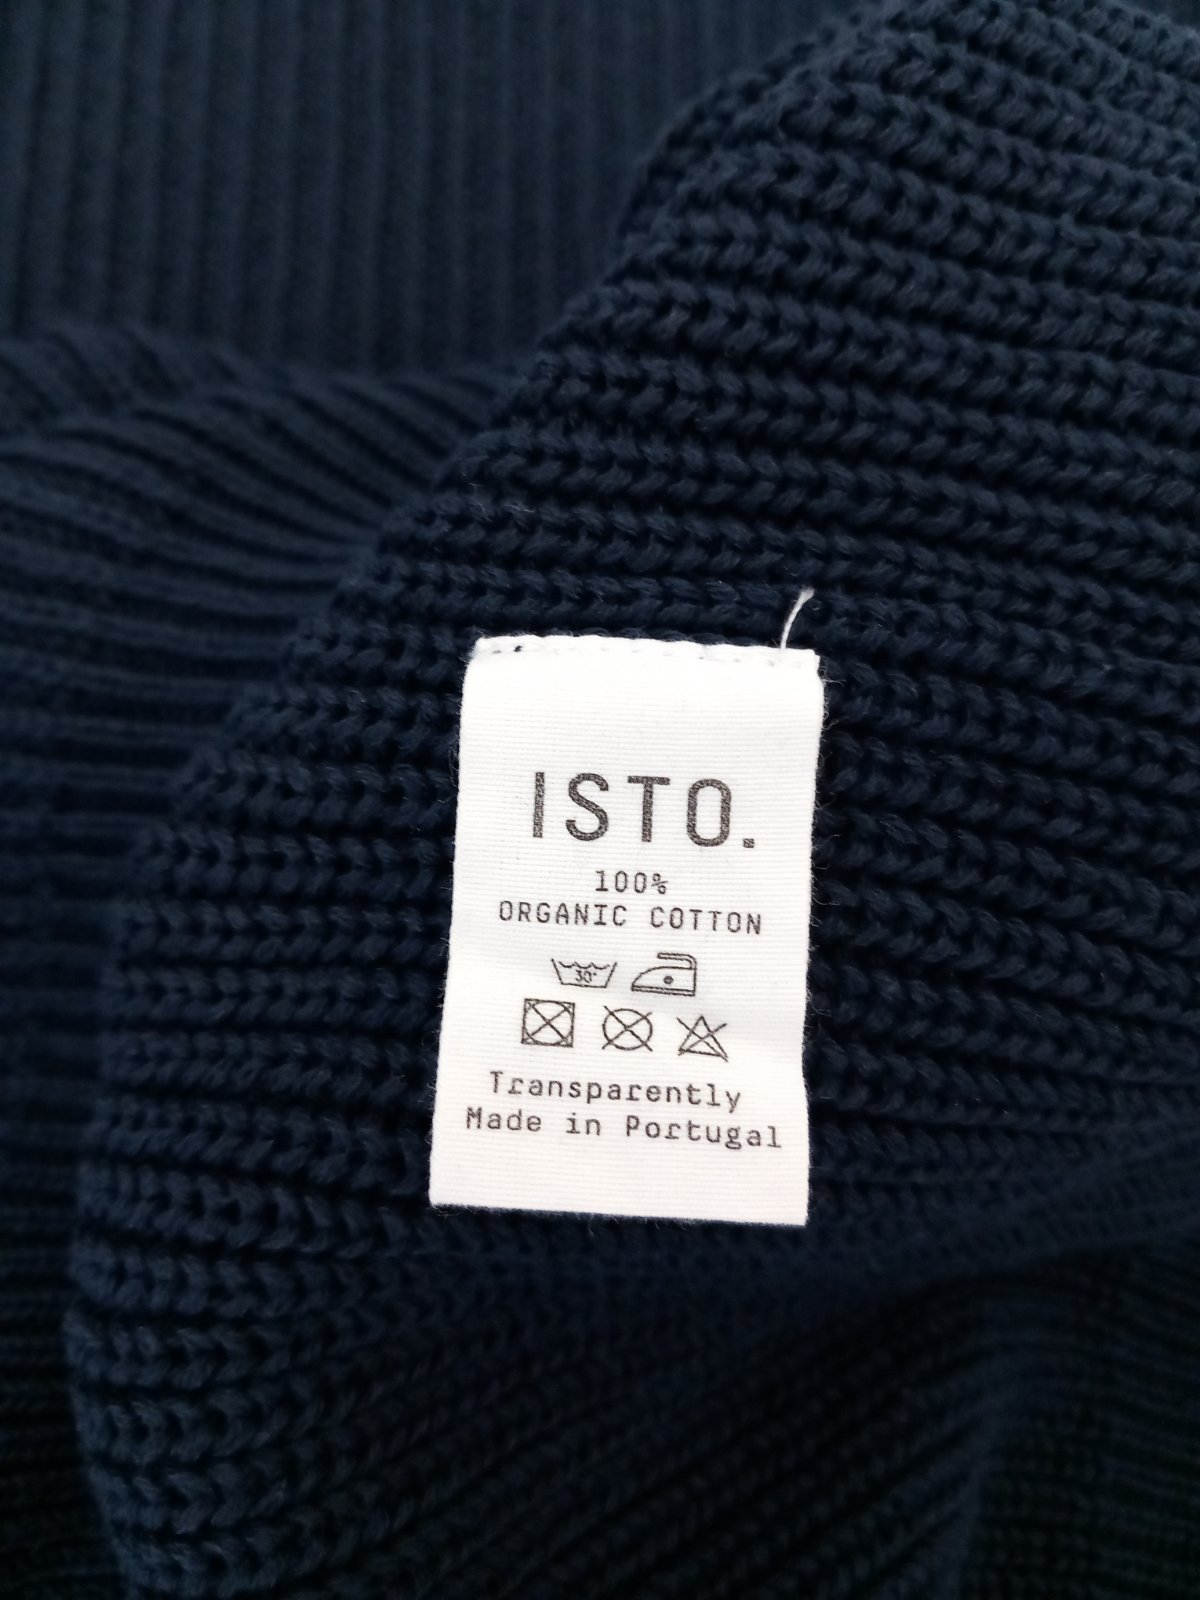 ISTO.
100%
ORGANIC COTTON
30°
Transparently
Made in Portugal